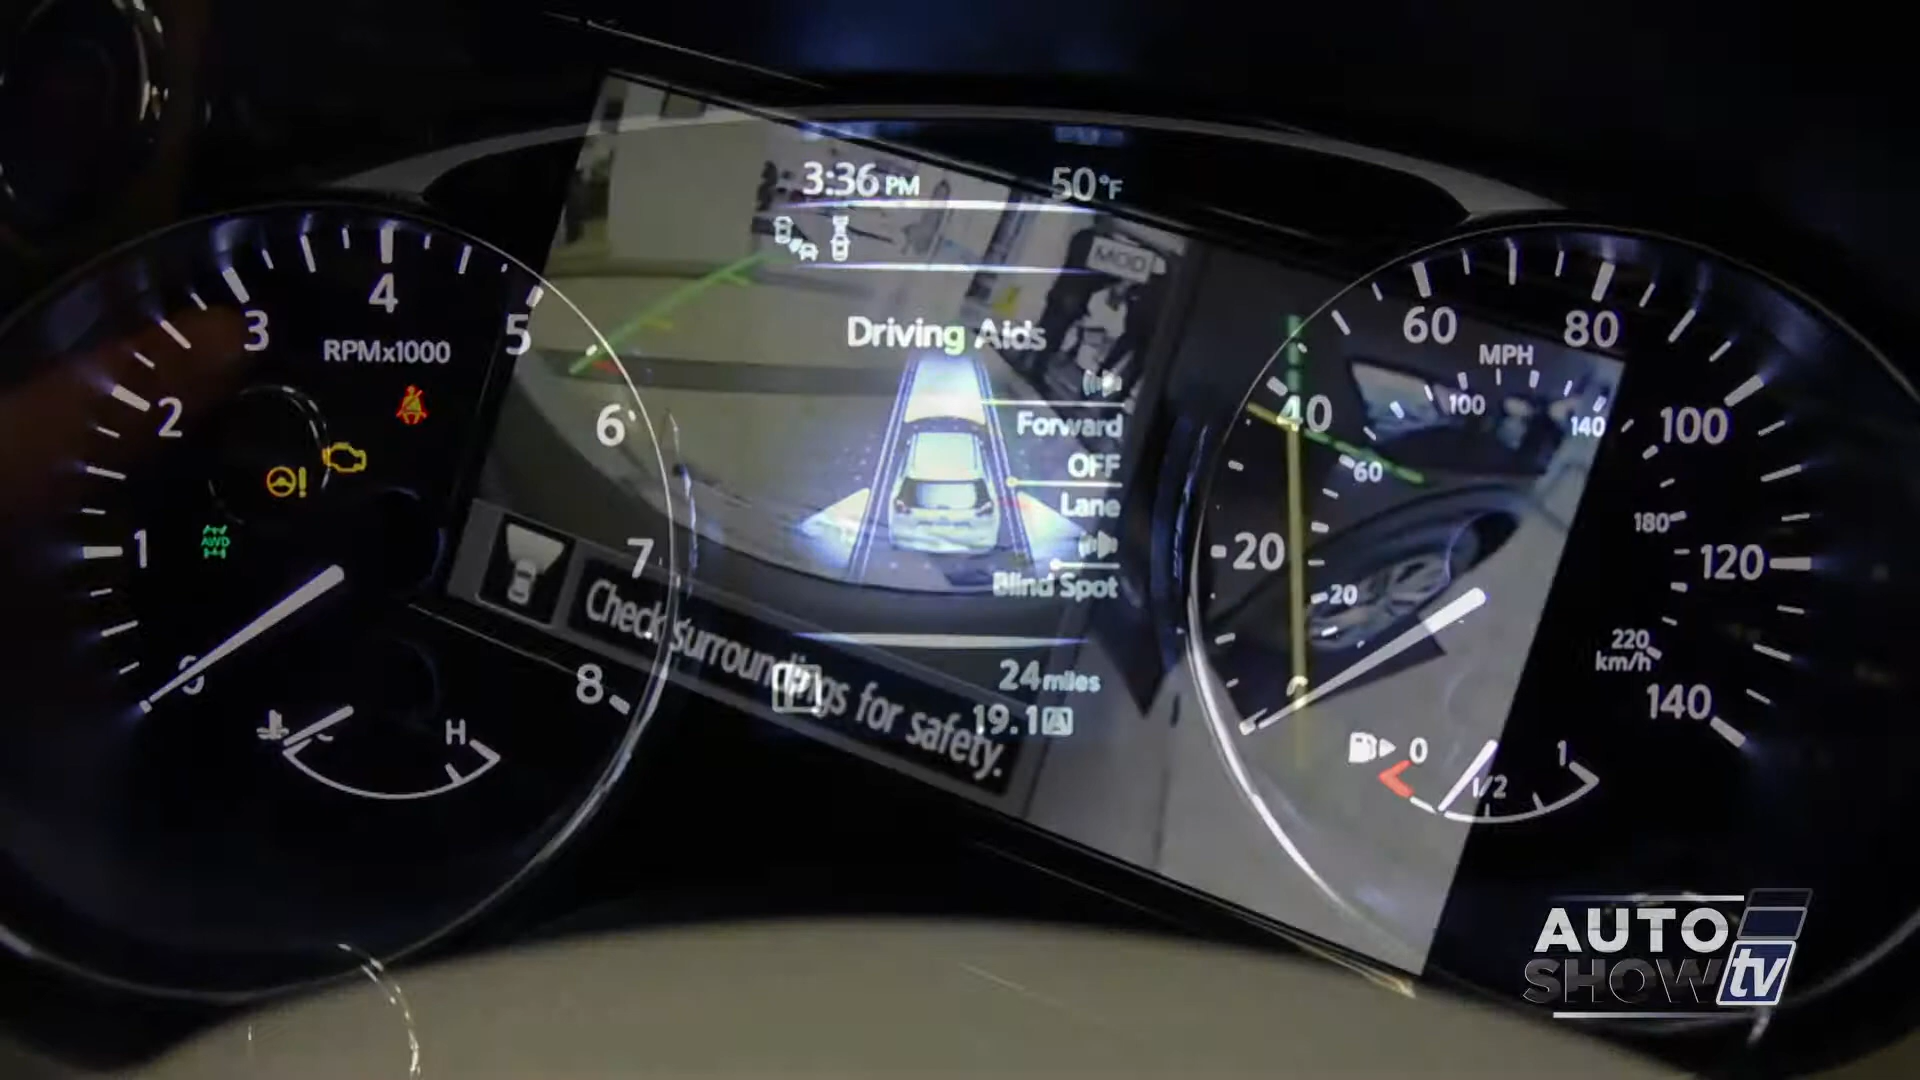 3:36 PM
50°F
MOD
Driving Aids
Forward
OFF
Lane
Blind Spot
24 miles
19.1 A
P
Check surroundings for safety.
RPMx1000
1
2
3
4
5
6
7
8
AWD
H
MPH
20
40
60
80
100
120
140
20
60
100
140
180
220
km/h
0
1/2
1
AUTO
SHOW tv